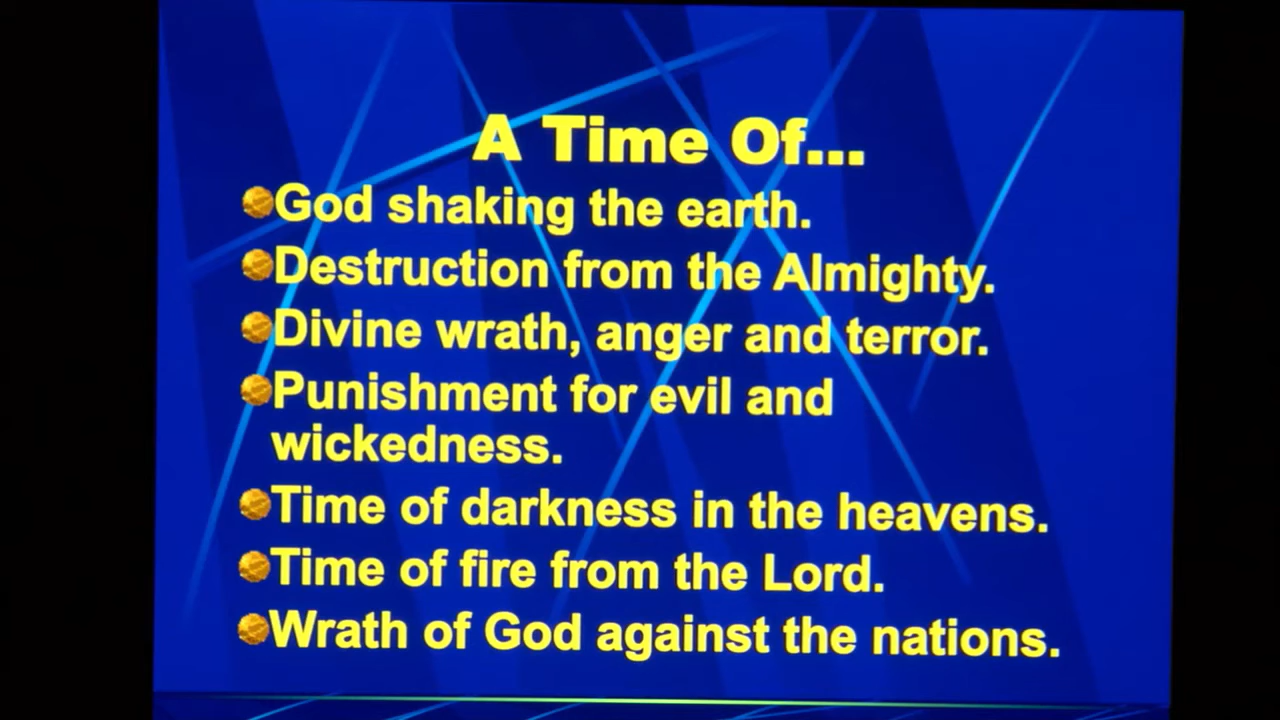 A Time Of...
God shaking the earth.
Destruction from the Almighty.
Divine wrath, anger and terror.
Punishment for evil and
wickedness.
Time of darkness in the heavens.
Time of fire from the Lord.
Wrath of God against the nations.